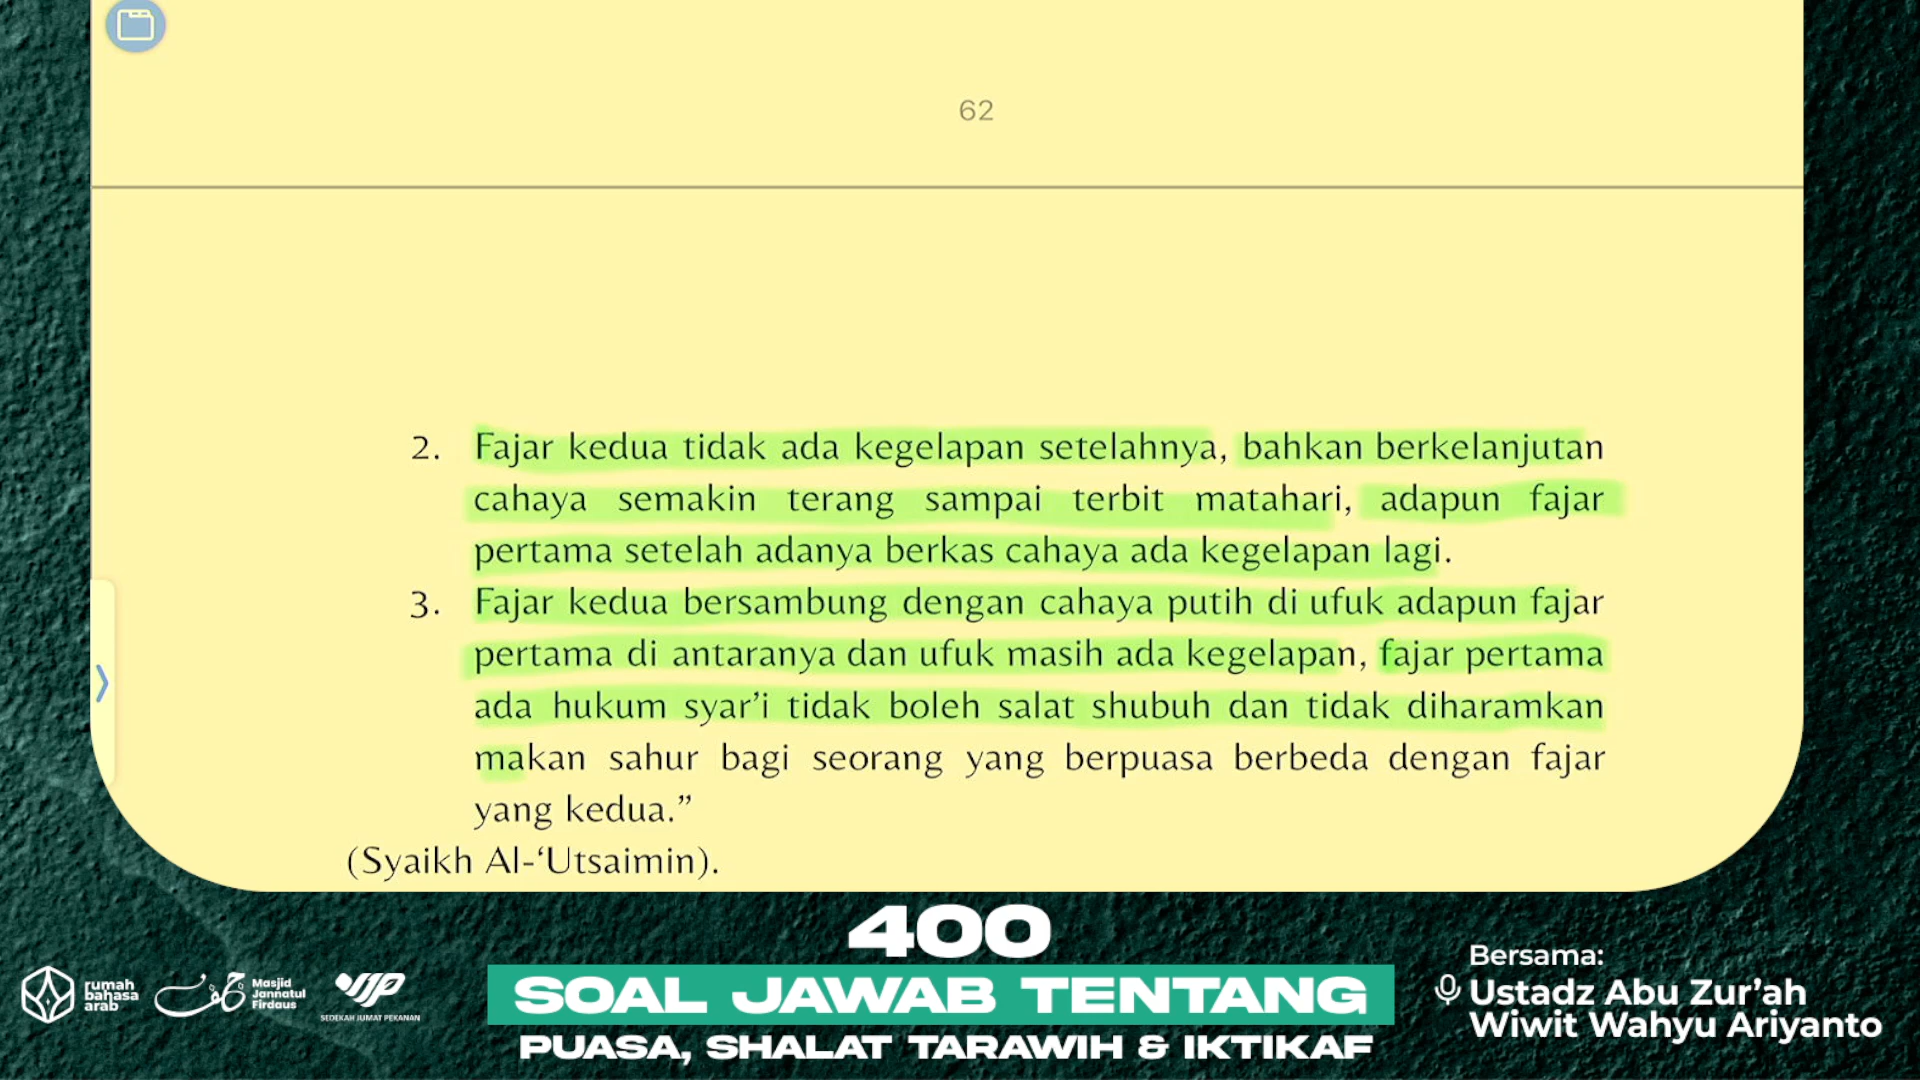 62
2. Fajar kedua tidak ada kegelapan setelahnya, bahkan berkelanjutan
cahaya semakin terang sampai terbit matahari, adapun fajar
pertama setelah adanya berkas cahaya ada kegelapan lagi.
3. Fajar kedua bersambung dengan cahaya putih di ufuk adapun fajar
pertama di antaranya dan ufuk masih ada kegelapan, fajar pertama
ada hukum syar’i tidak boleh salat shubuh dan tidak diharamkan
makan sahur bagi seorang yang berpuasa berbeda dengan fajar
yang kedua.”
(Syaikh Al-‘Utsaimin).
rumah
bahasa
arab
Masjid
Jannatul
Firdaus
SJP
SEDEKAH JUMAT PEKANAN
400
SOAL JAWAB TENTANG
PUASA, SHALAT TARAWIH & IKTIKAF
Bersama:
Ustadz Abu Zur’ah
Wiwit Wahyu Ariyanto